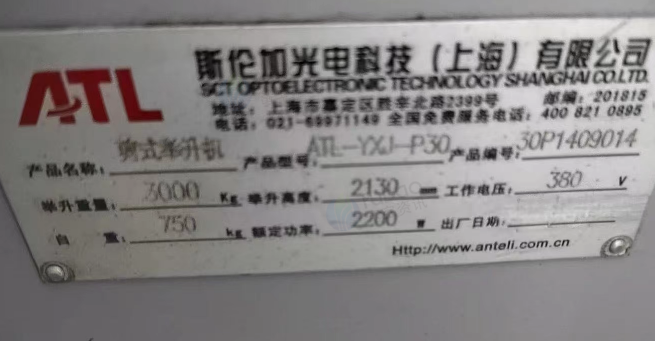 ATL
斯伦加光电科技（上海）有限公司
SCT OPTOELECTRONIC TECHNOLOGY SHANGHAI CO.LTD.
地址：上海市嘉定区胜辛北路2399号 邮编：201815
电话：021-69971149 全国免费服务电话：400 821 0895
产品名称：式举升机 产品型号：ATL-YXJ-P30 产品编号：30P1409014
举升重量：3000 Kg 举升高度：2130 mm 工作电压：380 V
自 重：750 kg 额定功率：2200 W 出厂日期：
Http://www.anteli.com.cn